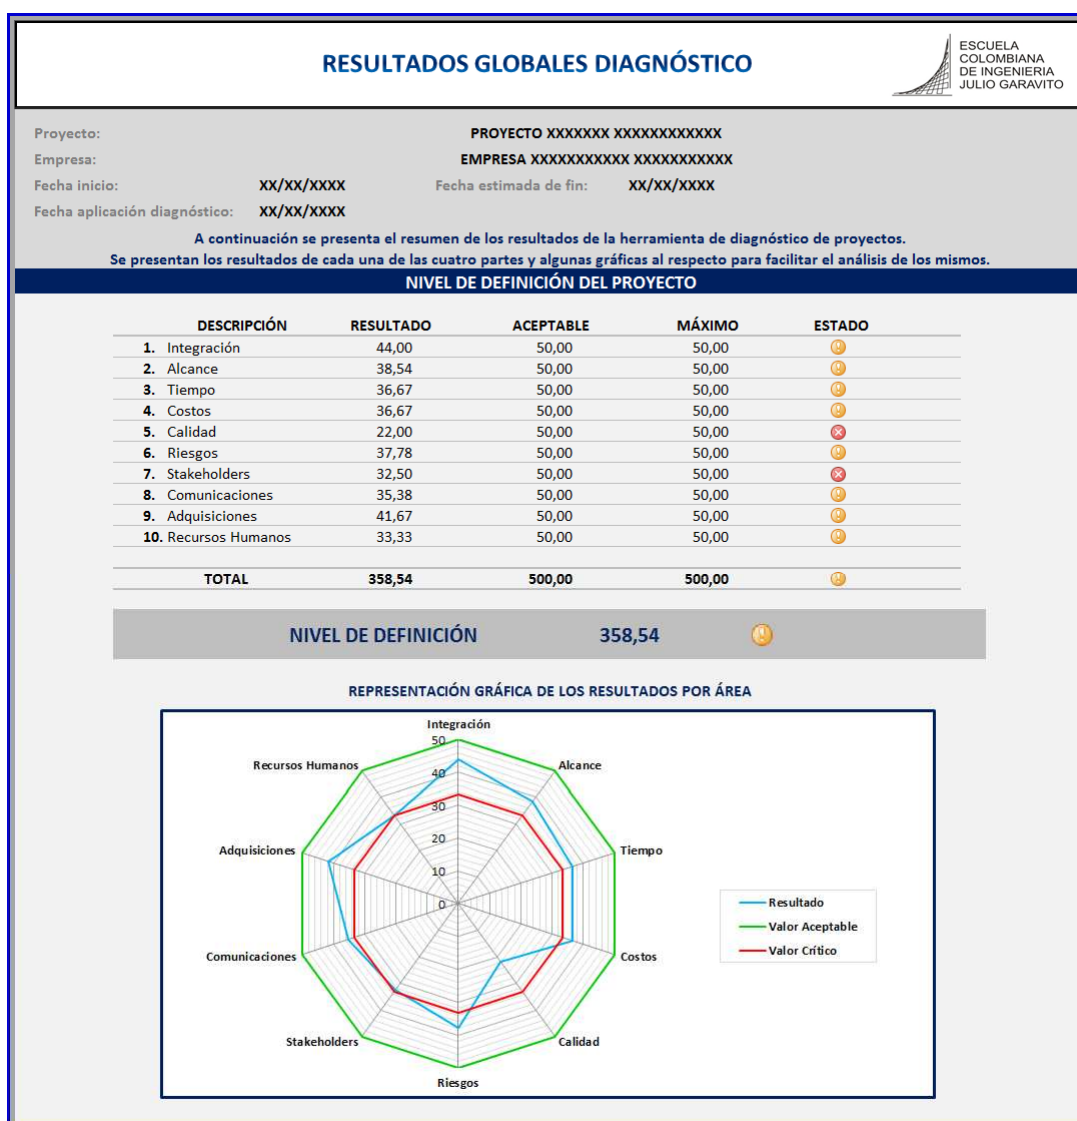 RESULTADOS GLOBALES DIAGNÓSTICO
ESCUELA
COLOMBIANA
DE INGENIERIA
JULIO GARAVITO
Proyecto: PROYECTO XXXXXXX XXXXXXXXXXXX
Empresa: EMPRESA XXXXXXXXXXX XXXXXXXXXXX
Fecha inicio: XX/XX/XXXX Fecha estimada de fin: XX/XX/XXXX
Fecha aplicación diagnóstico: XX/XX/XXXX
A continuación se presenta el resumen de los resultados de la herramienta de diagnóstico de proyectos.
Se presentan los resultados de cada una de las cuatro partes y algunas gráficas al respecto para facilitar el análisis de los mismos.
NIVEL DE DEFINICIÓN DEL PROYECTO
DESCRIPCIÓN RESULTADO ACEPTABLE MÁXIMO ESTADO
1. Integración 44,00 50,00 50,00
2. Alcance 38,54 50,00 50,00
3. Tiempo 36,67 50,00 50,00
4. Costos 36,67 50,00 50,00
5. Calidad 22,00 50,00 50,00
6. Riesgos 37,78 50,00 50,00
7. Stakeholders 32,50 50,00 50,00
8. Comunicaciones 35,38 50,00 50,00
9. Adquisiciones 41,67 50,00 50,00
10. Recursos Humanos 33,33 50,00 50,00
TOTAL 358,54 500,00 500,00
NIVEL DE DEFINICIÓN 358,54
REPRESENTACIÓN GRÁFICA DE LOS RESULTADOS POR ÁREA
Integración
50
Recursos Humanos 40 Alcance
30
20
Adquisiciones Tiempo
10
0
Resultado
Valor Aceptable
Valor Crítico
Comunicaciones Costos
Stakeholders Calidad
Riesgos